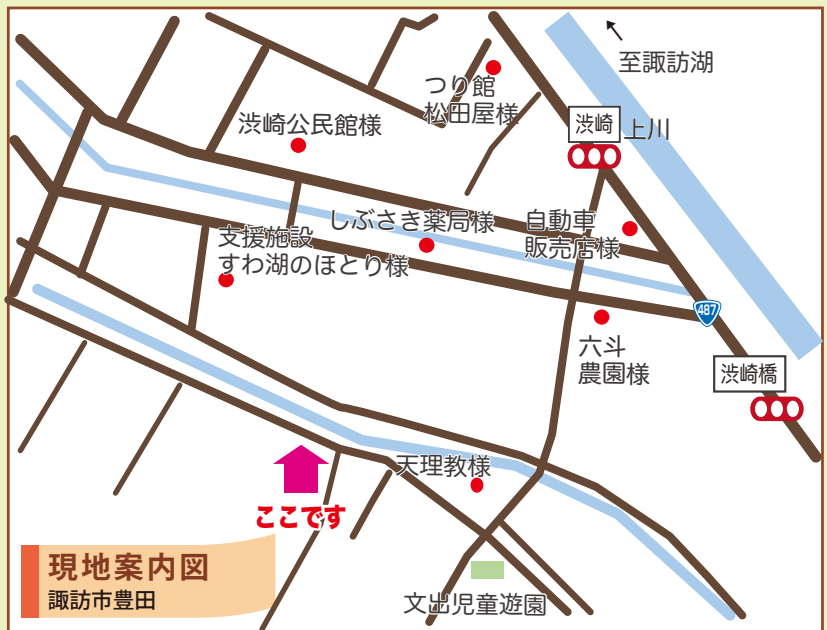 至諏訪湖
つり館
松田屋様
渋崎
上川
渋崎公民館様
しぶさき薬局様
自動車
販売店様
支援施設
すわ湖のほとり様
487
六斗
農園様
渋崎橋
天理教様
ここです
現地案内図
諏訪市豊田
文出児童遊園